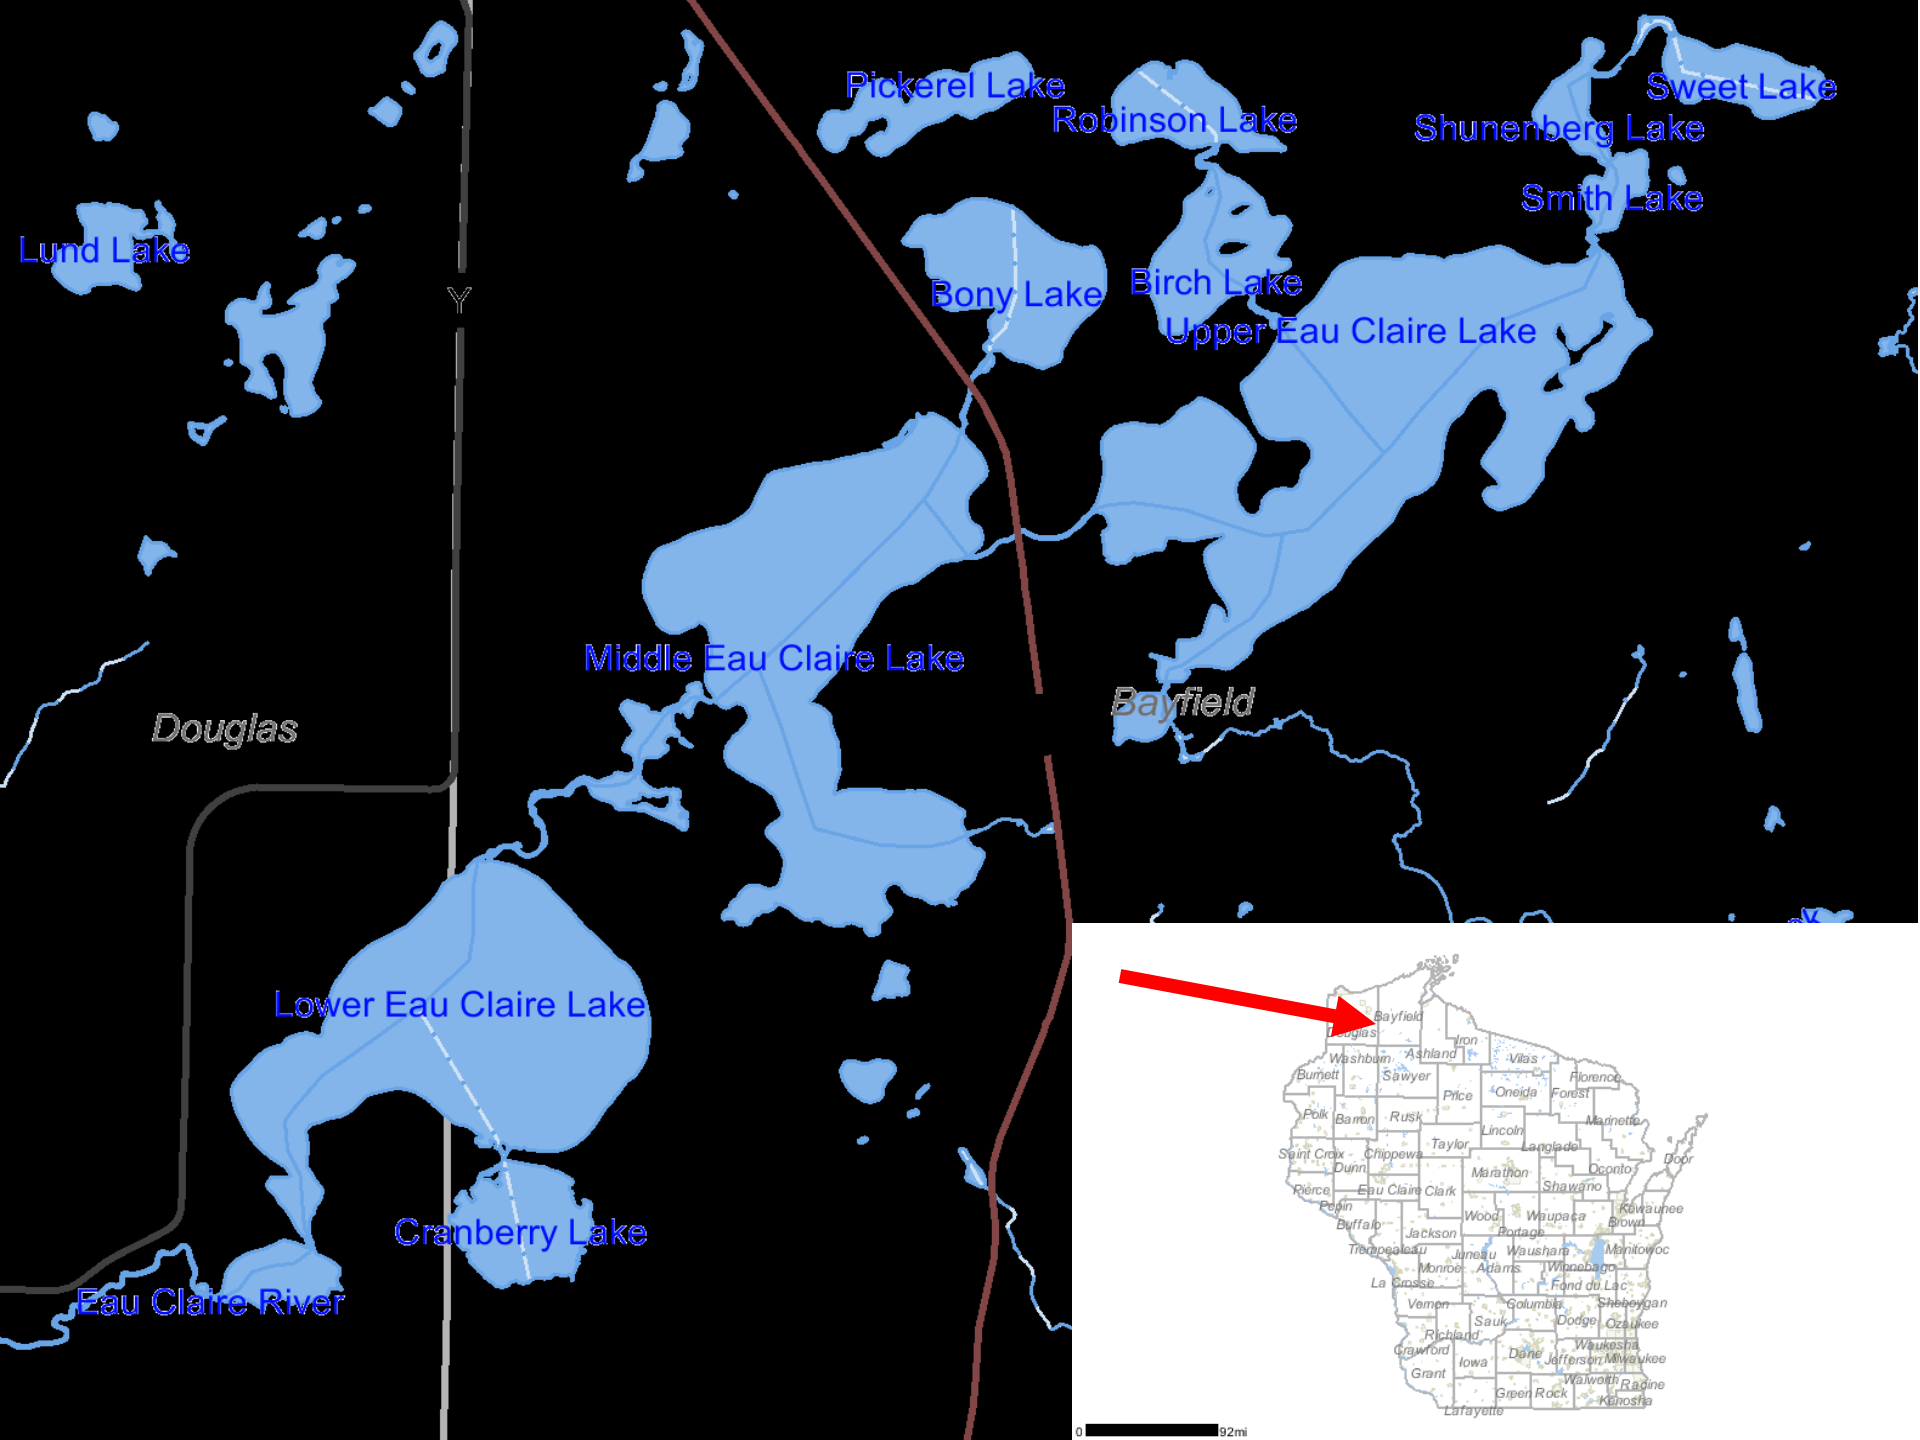 Pickerel Lake
Robinson Lake
Sweet Lake
Shunenberg Lake
Smith Lake
Lund Lake
Y
Bony Lake
Birch Lake
Upper Eau Claire Lake
Middle Eau Claire Lake
Douglas
Bayfield
Lower Eau Claire Lake
Cranberry Lake
Eau Claire River
Bayfield
Douglas
Iron
Ashland
Vilas
Washburn
Burnett
Sawyer
Florence
Price
Oneida
Forest
Polk
Barron
Rusk
Marinette
Lincoln
Taylor
Langlade
Saint Croix
Chippewa
Door
Dunn
Marathon
Oconto
Pierce
Eau Claire
Clark
Shawano
Pepin
Kewaunee
Buffalo
Wood
Waupaca
Brown
Jackson
Portage
Trempealeau
Juneau
Waushara
Manitowoc
Monroe
Adams
Winnebago
La Crosse
Fond du Lac
Vernon
Columbia
Sheboygan
Sauk
Dodge
Ozaukee
Richland
Crawford
Waukesha
Iowa
Dane
Jefferson
Milwaukee
Grant
Walworth
Racine
Green
Rock
Kenosha
Lafayette
0
92mi